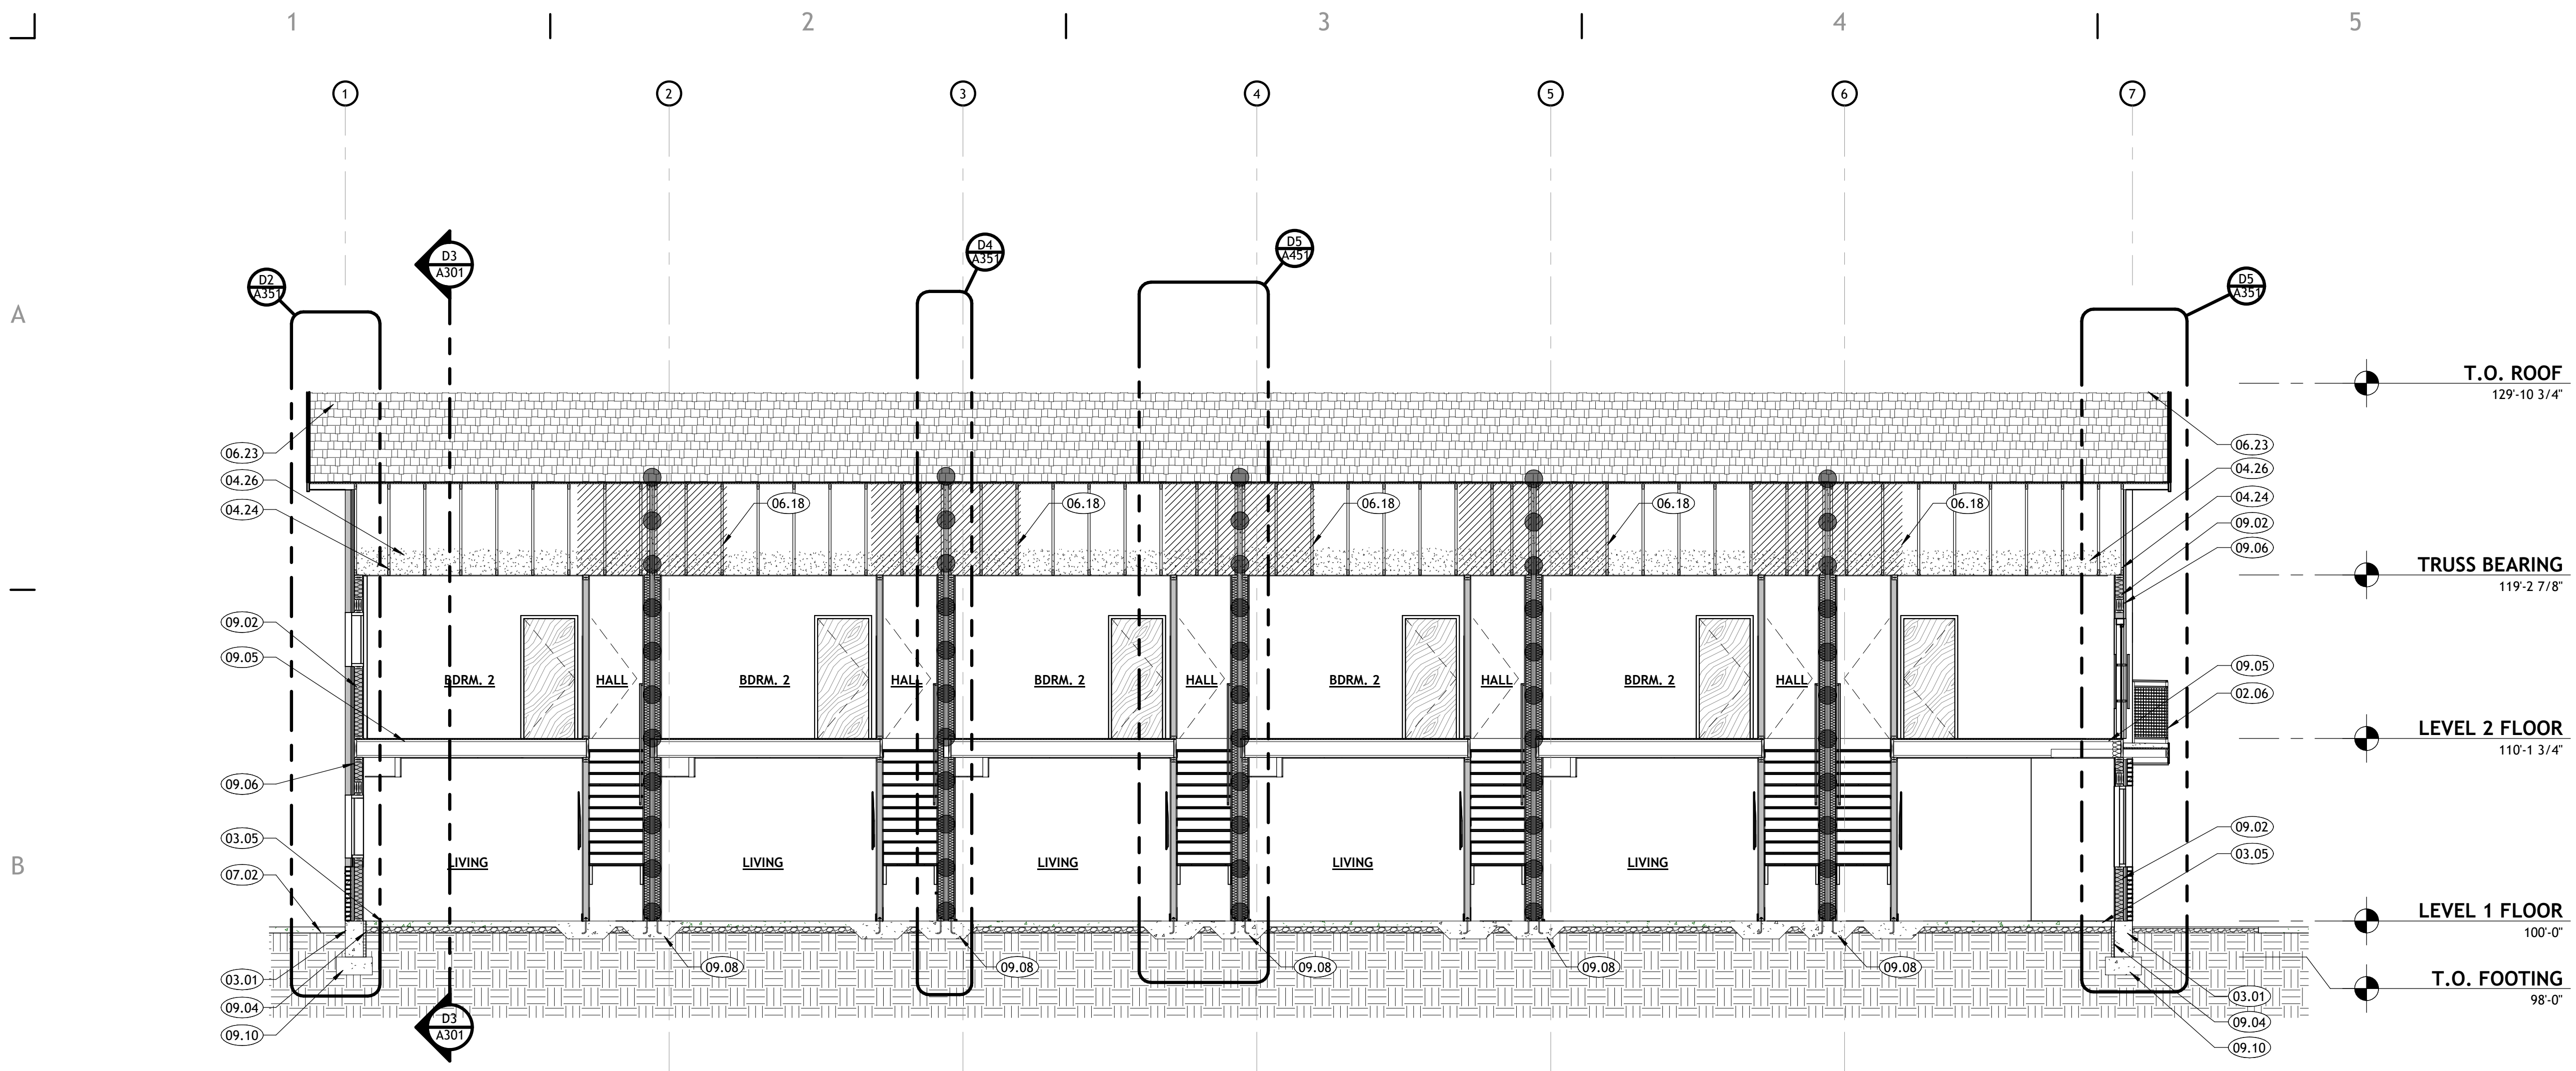 1 2 3 4 5
1 2 3 4 5 6 7
A
B
D2
A351
D3
A301
D4
A351
D5
A451
D5
A351
T.O. ROOF
129'-10 3/4"
TRUSS BEARING
119'-2 7/8"
LEVEL 2 FLOOR
110'-1 3/4"
LEVEL 1 FLOOR
100'-0"
T.O. FOOTING
98'-0"
06.23
04.26
04.24
09.02
09.05
09.06
03.05
07.02
03.01
09.04
09.10
06.18 06.18 06.18 06.18 06.18
BDRM. 2 HALL BDRM. 2 HALL BDRM. 2 HALL BDRM. 2 HALL BDRM. 2 HALL
LIVING LIVING LIVING LIVING LIVING
09.08 09.08 09.08 09.08 09.08
D3
A301
06.23
04.26
04.24
09.02
09.06
09.05
02.06
09.02
03.05
03.01
09.04
09.10